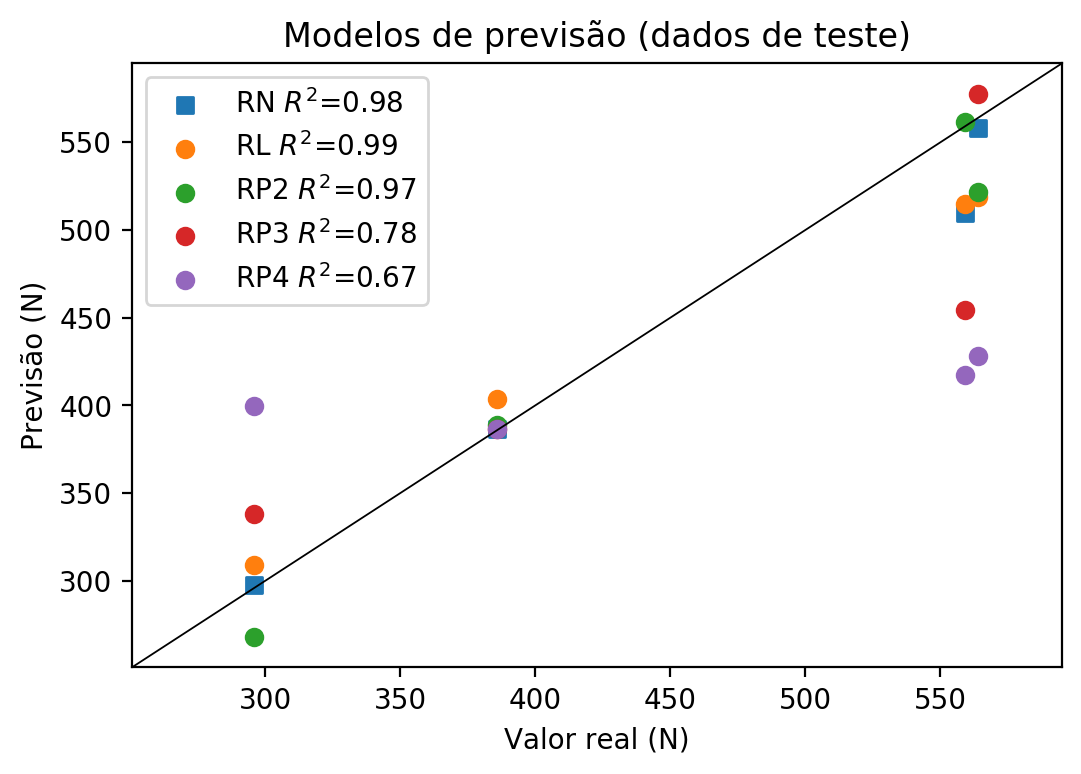 Modelos de previsão (dados de teste)
RN R²=0.98
RL R²=0.99
RP2 R²=0.97
RP3 R²=0.78
RP4 R²=0.67
Previsão (N)
550
500
450
400
350
300
300 350 400 450 500 550
Valor real (N)